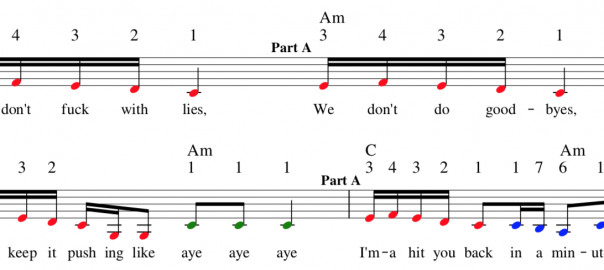 Am
4 3 2 1 3 4 3 2 1
Part A
don't fuck with lies, We don't do good - byes,
Am C Am
3 2 1 1 1 3 4 3 2 1 1 7 6 1
Part A
keep it push ing like aye aye aye I'm-a hit you back in a min - ut